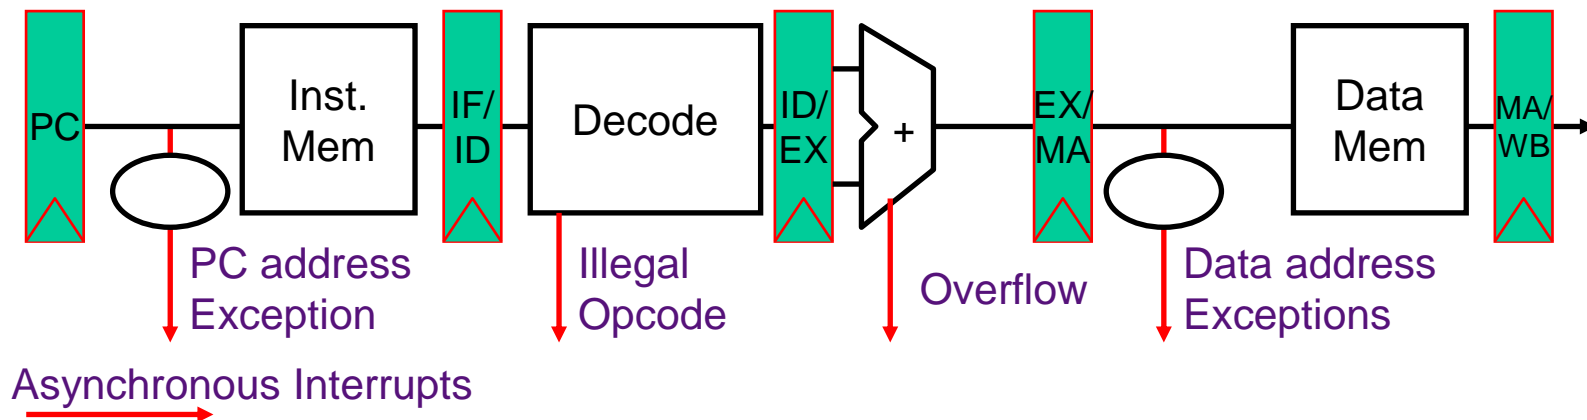 PC
Inst.
Mem
IF/
ID
Decode
ID/
EX
+
EX/
MA
Data
Mem
MA/
WB
PC address
Exception
Illegal
Opcode
Overflow
Data address
Exceptions
Asynchronous Interrupts